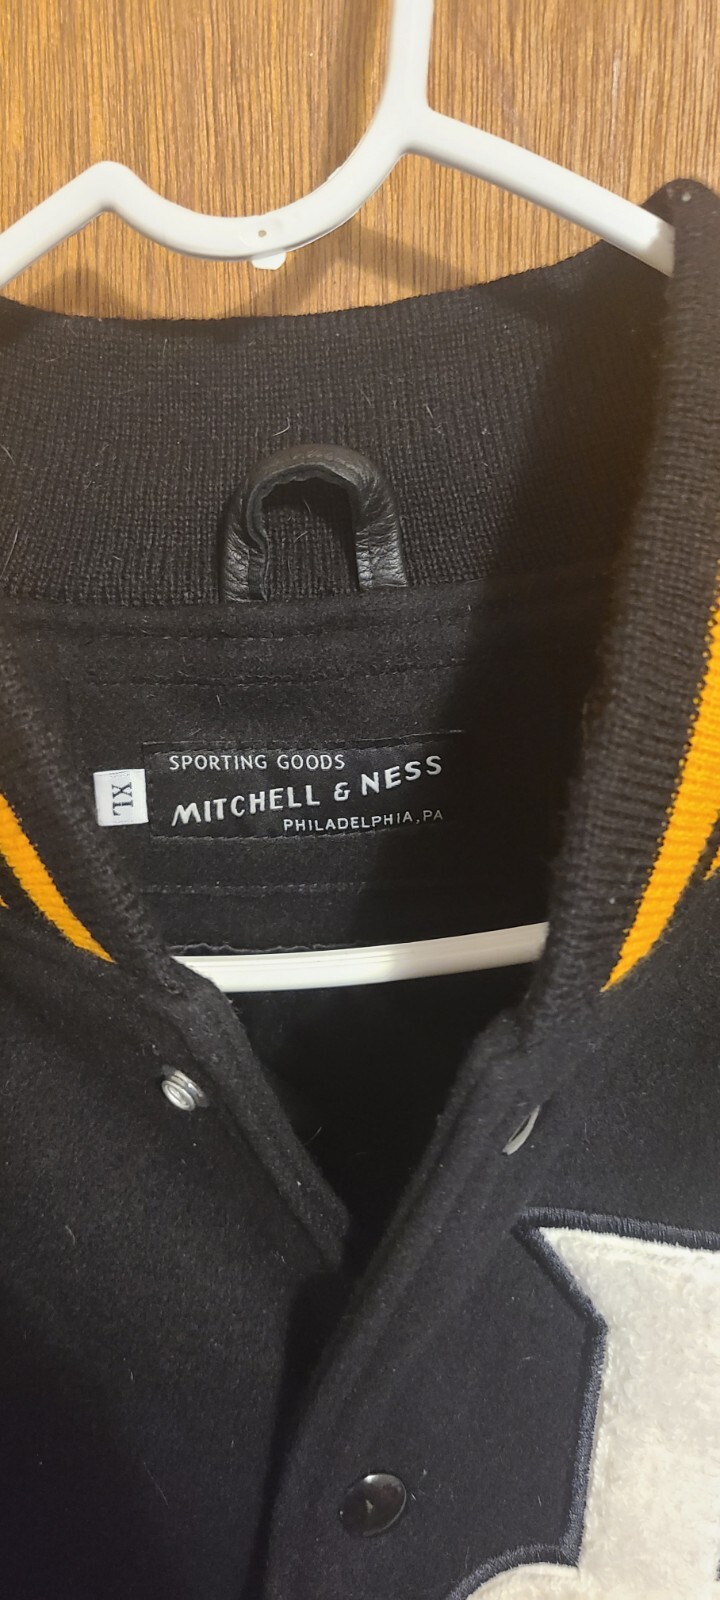 SPORTING GOODS
MITCHELL & NESS
PHILADELPHIA, PA
XL